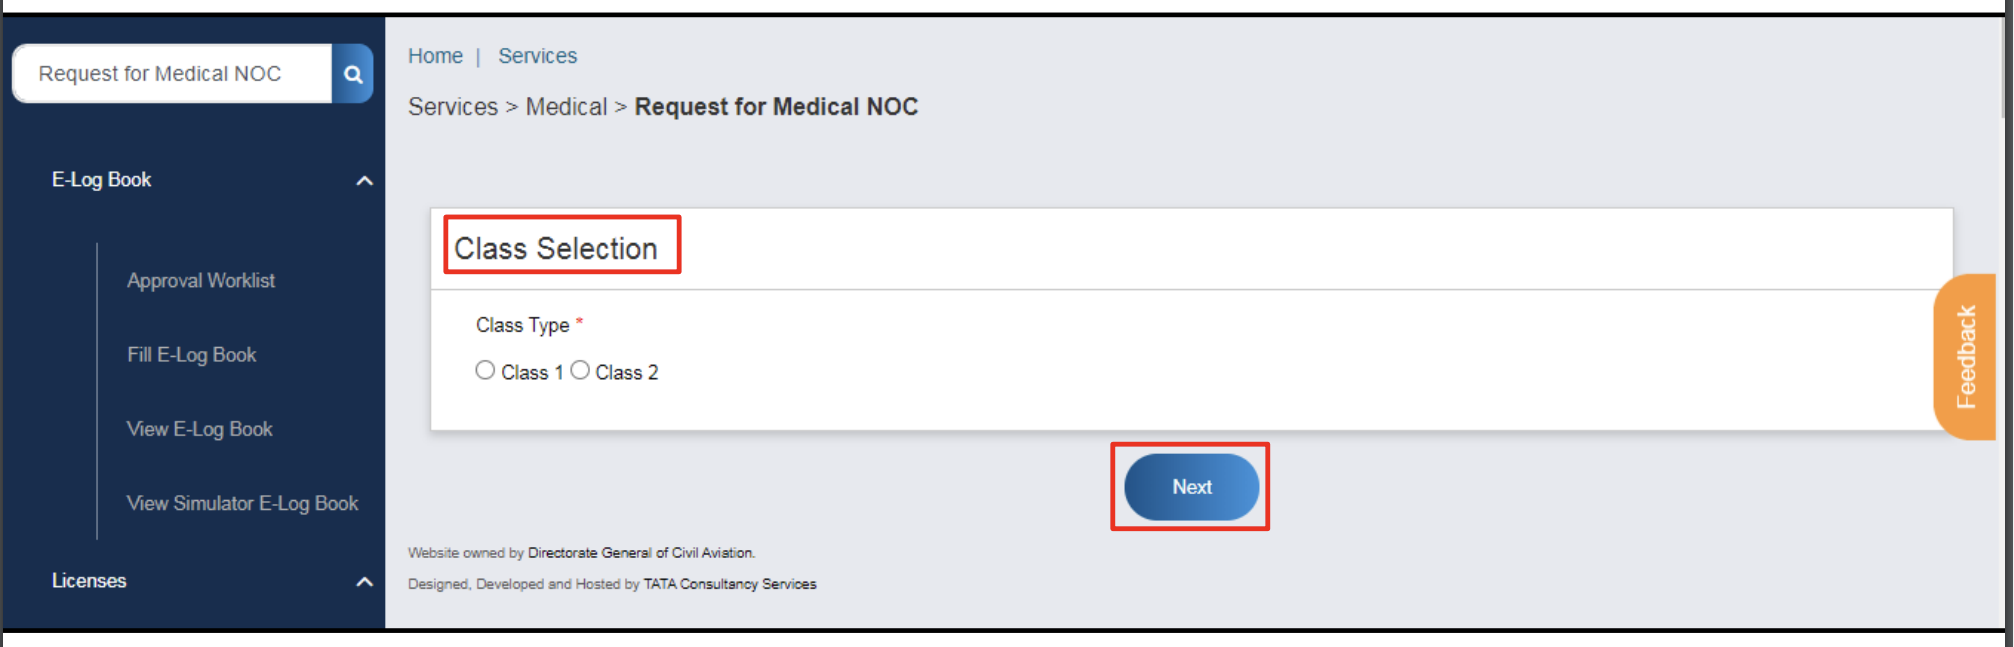 Request for Medical NOC
E-Log Book
Approval Worklist
Fill E-Log Book
View E-Log Book
View Simulator E-Log Book
Licenses
Home | Services
Services > Medical > Request for Medical NOC
Class Selection
Class Type *
Class 1 Class 2
Next
Feedback
Website owned by Directorate General of Civil Aviation.
Designed, Developed and Hosted by TATA Consultancy Services